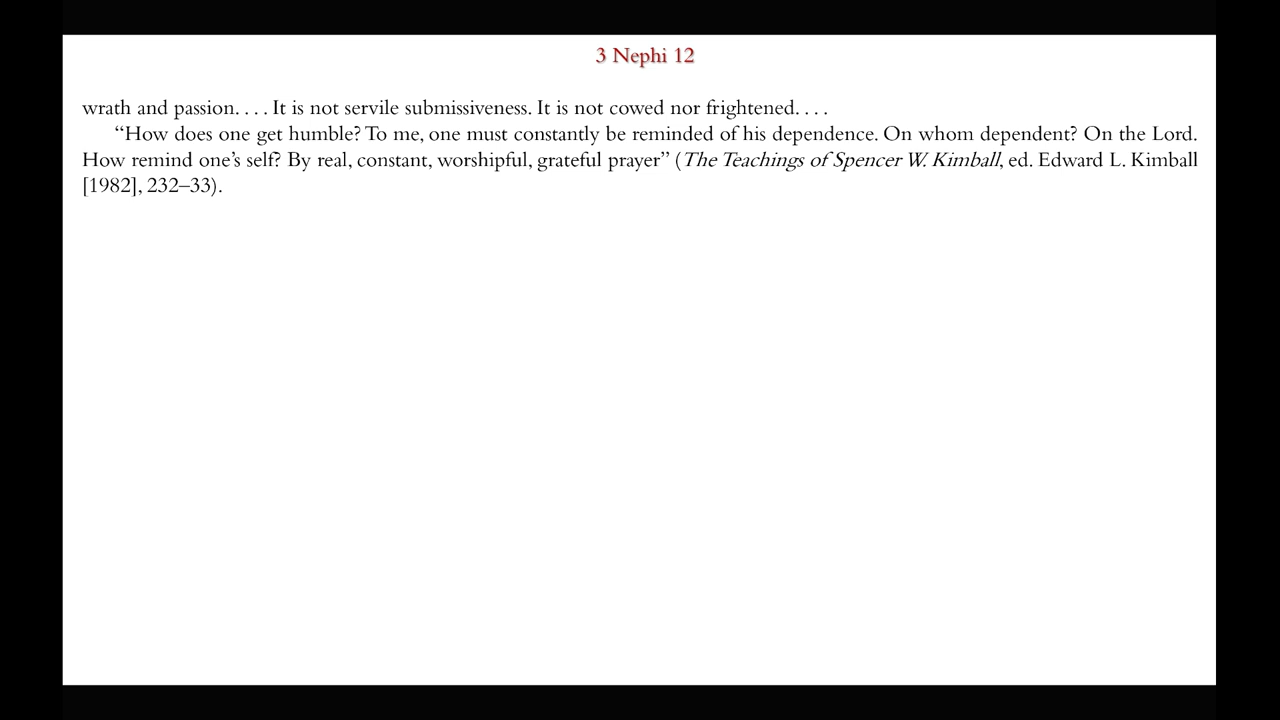 3 Nephi 12
wrath and passion. . . . It is not servile submissiveness. It is not cowed nor frightened. . . .
“How does one get humble? To me, one must constantly be reminded of his dependence. On whom dependent? On the Lord.
How remind one’s self? By real, constant, worshipful, grateful prayer” (The Teachings of Spencer W. Kimball, ed. Edward L. Kimball
[1982], 232–33).